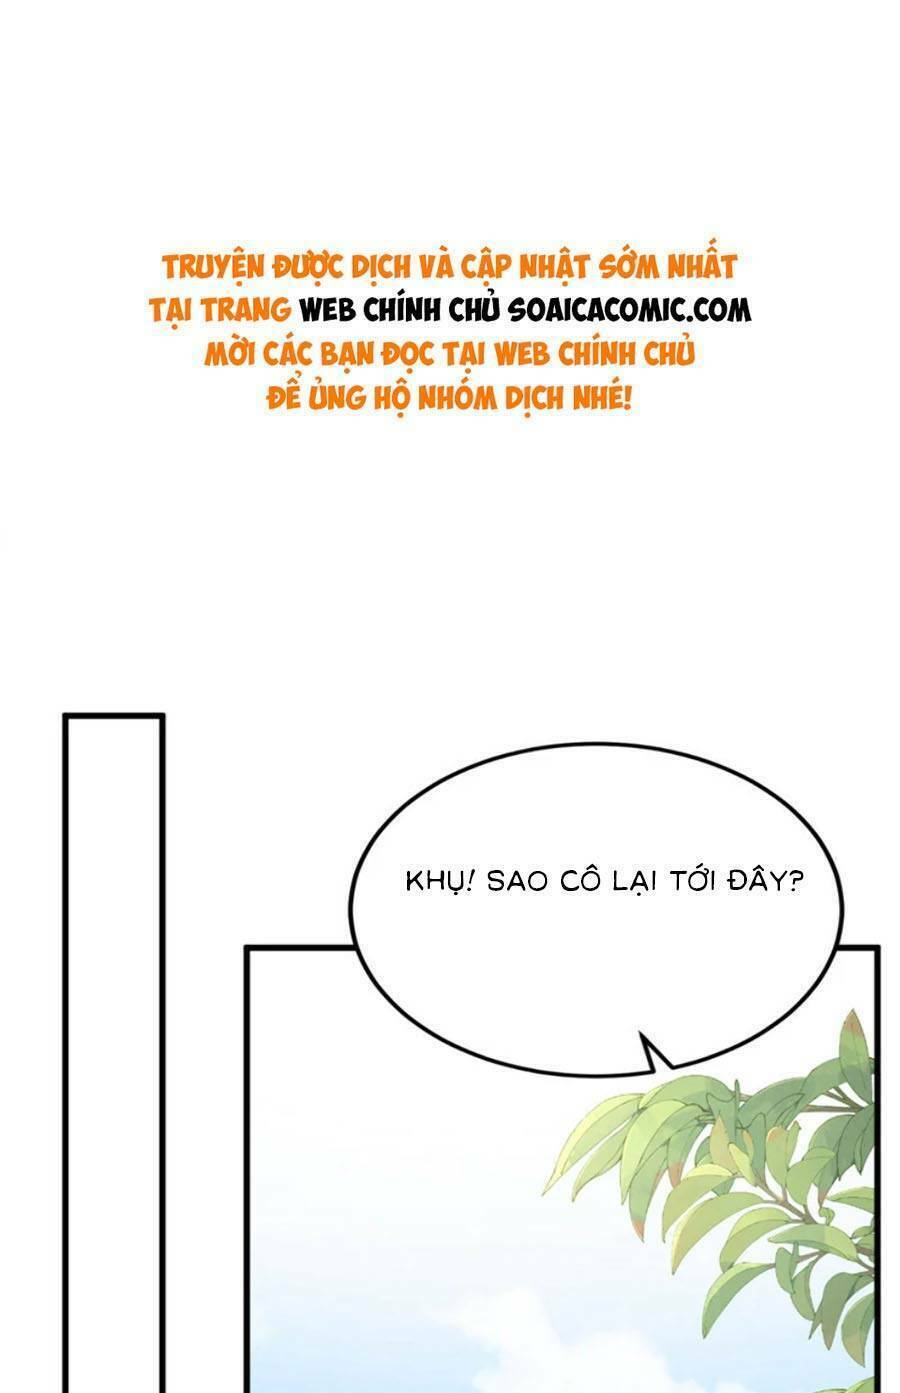 TRUYỆN ĐƯỢC DỊCH VÀ CẬP NHẬT SỚM NHẤT
TẠI TRANG WEB CHÍNH CHỦ SOAICACOMIC.COM
MỜI CÁC BẠN ĐỌC TẠI WEB CHÍNH CHỦ
ĐỂ ỦNG HỘ NHÓM DỊCH NHÉ!
KHỤ! SAO CÔ LẠI TỚI ĐÂY?